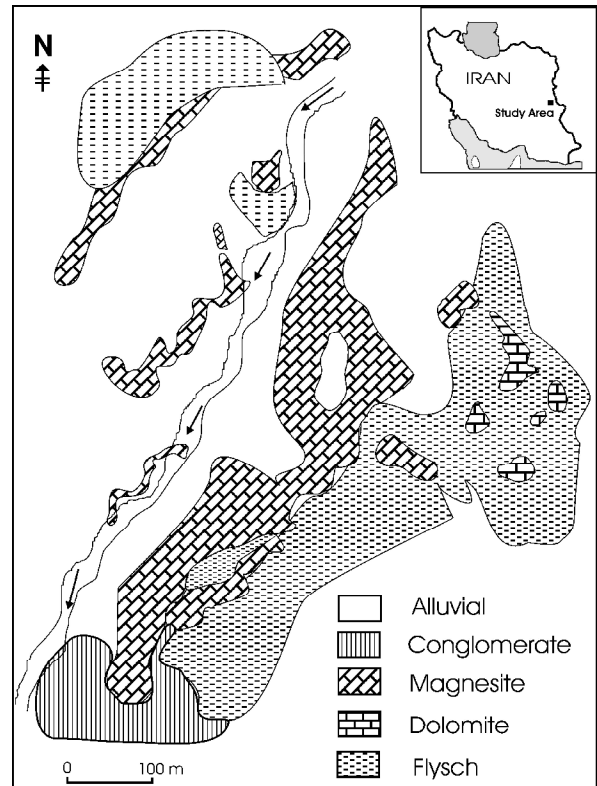 N
IRAN
Study Area
Alluvial
Conglomerate
Magnesite
Dolomite
Flysch
0 100 m